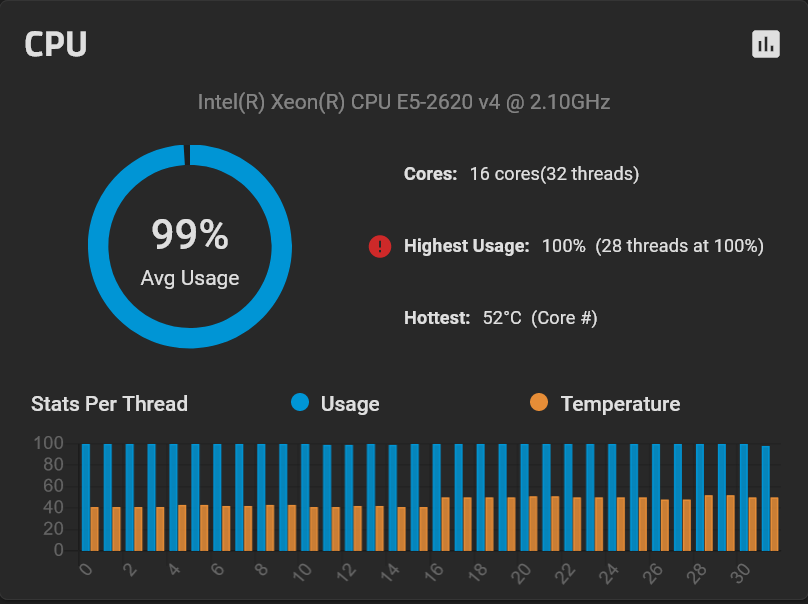 CPU
Intel(R) Xeon(R) CPU E5-2620 v4 @ 2.10GHz
99%
Avg Usage
Cores: 16 cores(32 threads)
! Highest Usage: 100% (28 threads at 100%)
Hottest: 52°C (Core #)
Stats Per Thread Usage Temperature
100
80
60
40
20
0
0 2 4 6 8 10 12 14 16 18 20 22 24 26 28 30